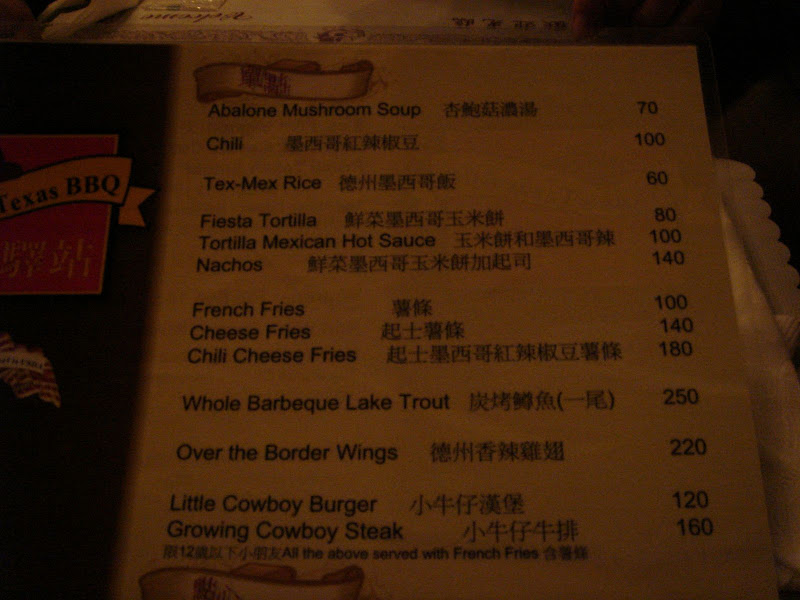 Welcome 歡迎光臨
Abalone Mushroom Soup 杏鮑菇濃湯 70
Chili 墨西哥紅辣椒豆 100
Tex-Mex Rice 德州墨西哥飯 60
Texas BBQ
驛站
Fiesta Tortilla 鮮菜墨西哥玉米餅 80
Tortilla Mexican Hot Sauce 玉米餅和墨西哥辣 100
Nachos 鮮菜墨西哥玉米餅加起司 140
French Fries 薯條 100
Cheese Fries 起士薯條 140
Chili Cheese Fries 起士墨西哥紅辣椒豆薯條 180
Whole Barbeque Lake Trout 炭烤鱒魚(一尾) 250
Over the Border Wings 德州香辣雞翅 220
Little Cowboy Burger 小牛仔漢堡 120
Growing Cowboy Steak 小牛仔牛排 160
限12歲以下小朋友All the above served with French Fries 含薯條